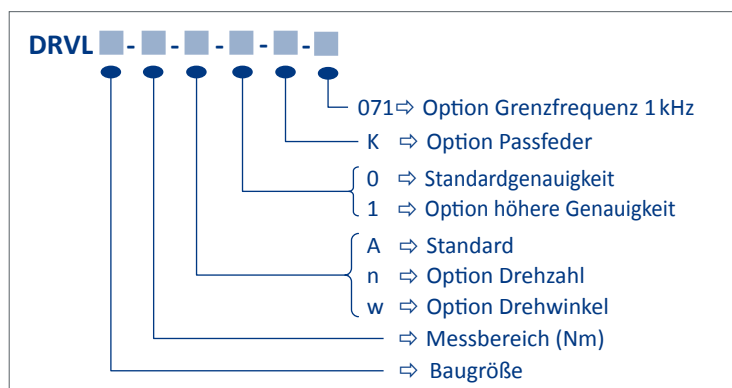 DRVL - - - - -
071 ⇨ Option Grenzfrequenz 1 kHz
K ⇨ Option Passfeder
0 ⇨ Standardgenauigkeit
1 ⇨ Option höhere Genauigkeit
A ⇨ Standard
n ⇨ Option Drehzahl
w ⇨ Option Drehwinkel
⇨ Messbereich (Nm)
⇨ Baugröße